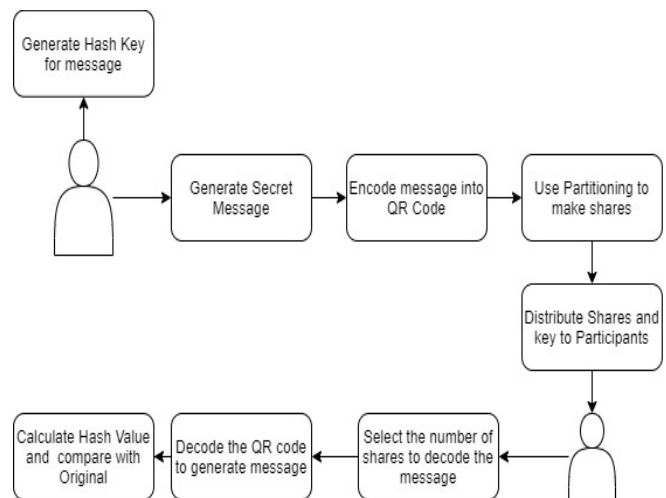 Generate Hash Key
for message
Generate Secret
Message
Encode message into
QR Code
Use Partitioning to
make shares
Distribute Shares and
key to Participants
Select the number of
shares to decode the
message
Decode the QR code
to generate message
Calculate Hash Value
and compare with
Original